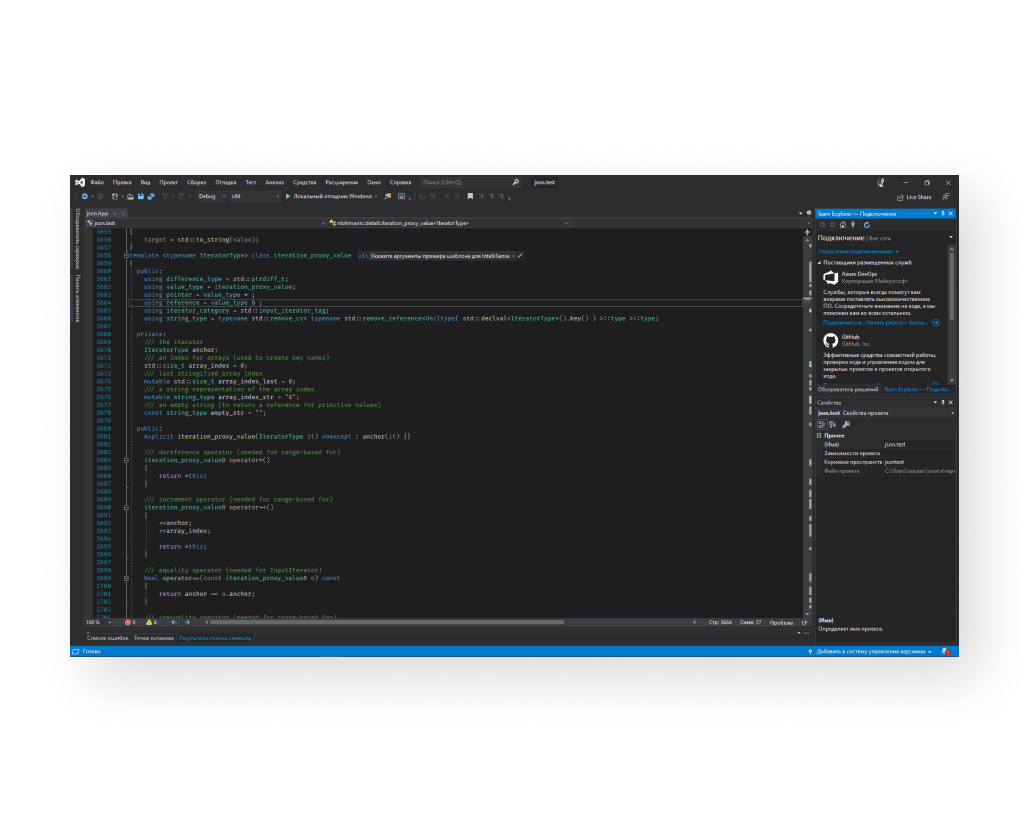 Файл Правка Вид Проект Сборка Отладка Тест Анализ Средства Расширения Окно Справка Поиск (Ctrl+Q) json.test
Debug x64 Локальный отладчик Windows Live Share
Обозреватель серверов
Панель элементов
json.hpp
json.test nlohmann::detail::iteration_proxy_value<IteratorType>
3655 {
3656 target = std::to_string(value);
3657 }
3658 template <typename IteratorType> class iteration_proxy_value <T> Укажите аргументы примера шаблона для IntelliSense
3659 {
3660 public:
3661 using difference_type = std::ptrdiff_t;
3662 using value_type = iteration_proxy_value;
3663 using pointer = value_type * ;
3664 using reference = value_type & ;
3665 using iterator_category = std::input_iterator_tag;
3666 using string_type = typename std::remove_cv< typename std::remove_reference<decltype( std::declval<IteratorType>().key() ) >::type >::type;
3667
3668 private:
3669 /// the iterator
3670 IteratorType anchor;
3671 /// an index for arrays (used to create key names)
3672 std::size_t array_index = 0;
3673 /// last stringified array index
3674 mutable std::size_t array_index_last = 0;
3675 /// a string representation of the array index
3676 mutable string_type array_index_str = "0";
3677 /// an empty string (to return a reference for primitive values)
3678 const string_type empty_str = "";
3679
3680 public:
3681 explicit iteration_proxy_value(IteratorType it) noexcept : anchor(it) {}
3682
3683 /// dereference operator (needed for range-based for)
3684 iteration_proxy_value& operator*()
3685 {
3686 return *this;
3687 }
3688
3689 /// increment operator (needed for range-based for)
3690 iteration_proxy_value& operator++()
3691 {
3692 ++anchor;
3693 ++array_index;
3694
3695 return *this;
3696 }
3697
3698 /// equality operator (needed for InputIterator)
3699 bool operator==(const iteration_proxy_value& o) const
3700 {
3701 return anchor == o.anchor;
3702 }
3703
3704 /// inequality operator (needed for range-based for)
100 % 0 6 Стр: 3664 Симв: 37 Пробелы LF
Список ошибок Точки останова Результаты поиска символа
Team Explorer — Подключение
Подключение | Вне сети
Управление подключениями
Поставщики размещенных служб
Azure DevOps
Корпорация Майкрософт
Службы, которые всегда помогут вам
вовремя поставлять высококачественное
ПО. Сосредоточьте внимание на коде, а мы
поможем вам во всем остальном.
Подключиться... Начать работу с беспл...
GitHub
GitHub, Inc.
Эффективные средства совместной работы,
проверки кода и управления кодом для
закрытых проектов и проектов открытого
кода.
Обозреватель решений Team Explorer — Подклю...
Свойства
json.test Свойства проекта
Прочее
(Имя) json.test
Зависимости проекта
Корневое пространств jsontest
Файл проекта
(Имя)
Определяет имя проекта.
Готово Добавить в систему управления версиями